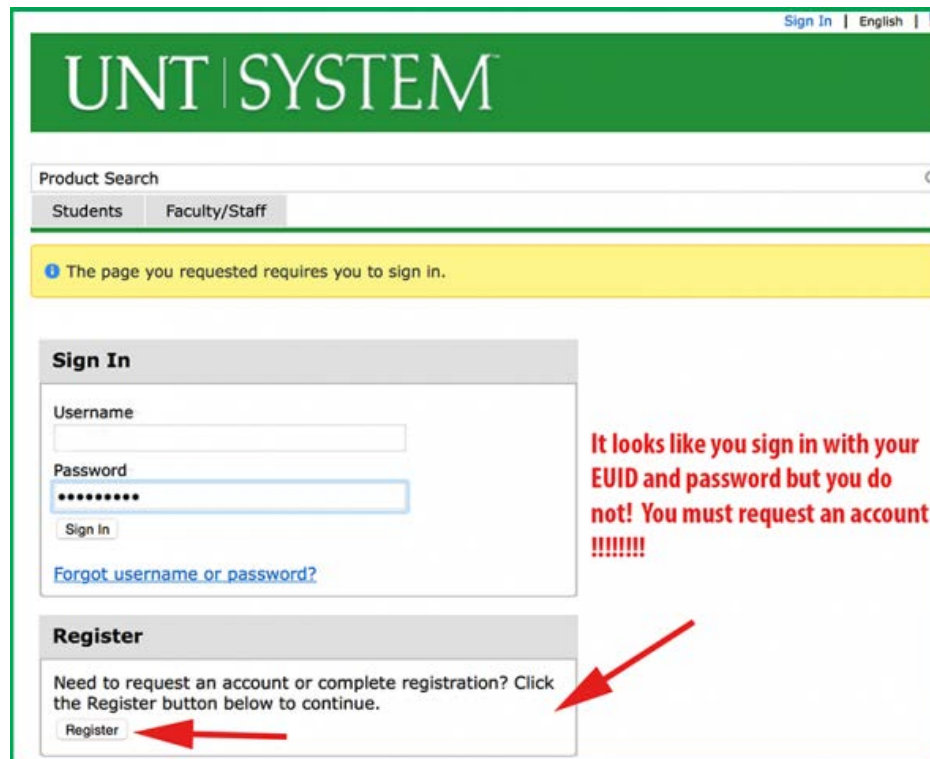 Sign In | English |
UNT | SYSTEM
Product Search
Students Faculty/Staff
The page you requested requires you to sign in.
Sign In
Username
Password
•••••••••
Sign In
Forgot username or password?
It looks like you sign in with your
EUID and password but you do
not! You must request an account
!!!!!!!!
Register
Need to request an account or complete registration? Click
the Register button below to continue.
Register